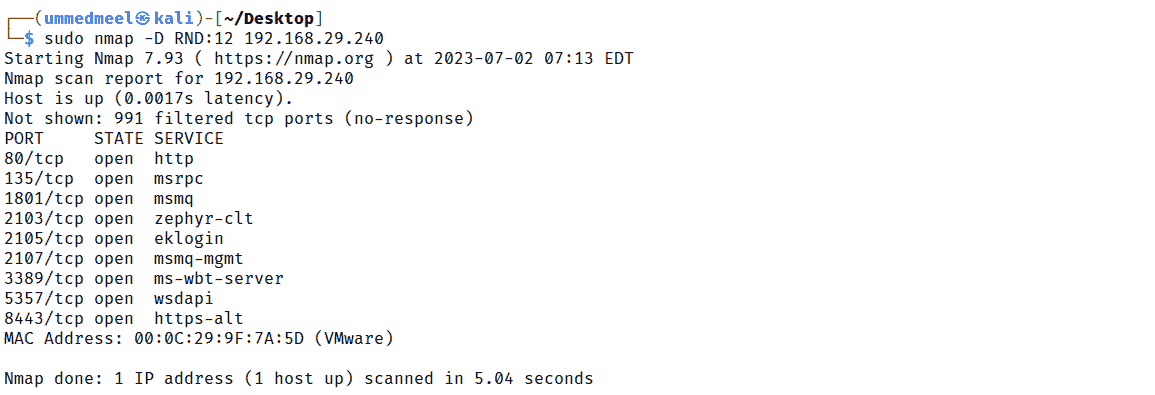 ┌──(ummedmeel㉿kali)-[~/Desktop]
└─$ sudo nmap -D RND:12 192.168.29.240
Starting Nmap 7.93 ( https://nmap.org ) at 2023-07-02 07:13 EDT
Nmap scan report for 192.168.29.240
Host is up (0.0017s latency).
Not shown: 991 filtered tcp ports (no-response)
PORT     STATE SERVICE
80/tcp   open  http
135/tcp  open  msrpc
1801/tcp open  msmq
2103/tcp open  zephyr-clt
2105/tcp open  eklogin
2107/tcp open  msmq-mgmt
3389/tcp open  ms-wbt-server
5357/tcp open  wsdapi
8443/tcp open  https-alt
MAC Address: 00:0C:29:9F:7A:5D (VMware)

Nmap done: 1 IP address (1 host up) scanned in 5.04 seconds